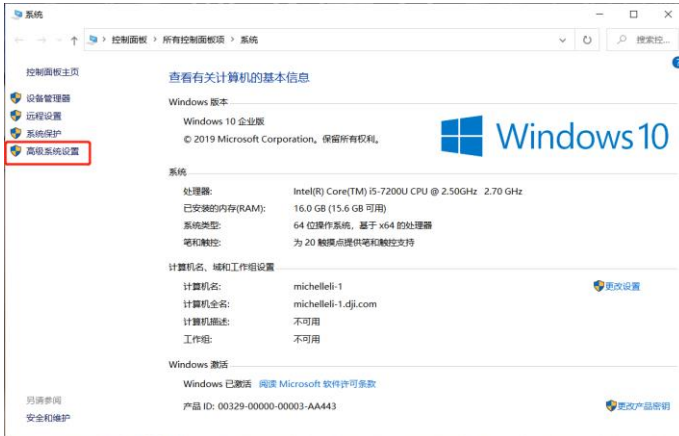 系统
控制面板 > 所有控制面板项 > 系统
搜索控...
控制面板主页
设备管理器
远程设置
系统保护
高级系统设置
另请参阅
安全和维护
查看有关计算机的基本信息
Windows 版本
Windows 10 企业版
© 2019 Microsoft Corporation。保留所有权利。
Windows 10
系统
处理器: Intel(R) Core(TM) i5-7200U CPU @ 2.50GHz 2.70 GHz
已安装的内存(RAM): 16.0 GB (15.6 GB 可用)
系统类型: 64 位操作系统，基于 x64 的处理器
笔和触控: 为 20 触摸点提供笔和触控支持
计算机名、域和工作组设置
计算机名: michelleli-1
更改设置
计算机全名: michelleli-1.dji.com
计算机描述: 不可用
工作组: 不可用
Windows 激活
Windows 已激活 阅读 Microsoft 软件许可条款
产品 ID: 00329-00000-00003-AA443
更改产品密钥